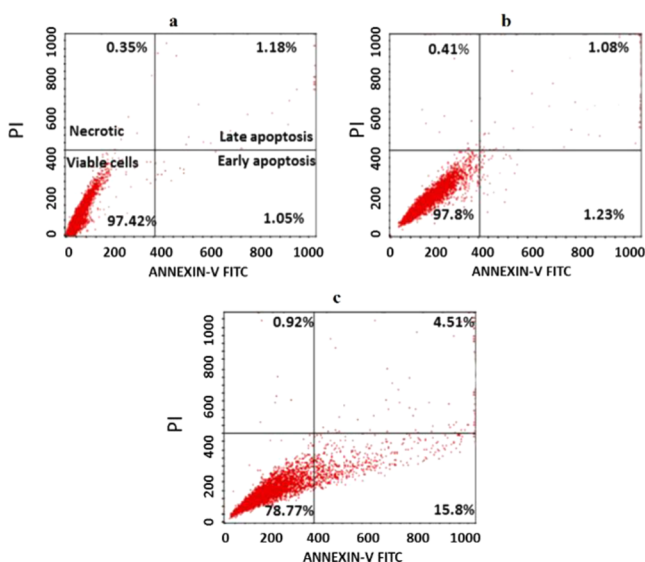 a
0.35% 1.18%
Necrotic Late apoptosis
Viable cells Early apoptosis
97.42% 1.05%
PI
0 200 400 600 800 1000
0 200 400 600 800 1000
ANNEXIN-V FITC
b
0.41% 1.08%
97.8% 1.23%
PI
0 200 400 600 800 1000
0 200 400 600 800 1000
ANNEXIN-V FITC
c
0.92% 4.51%
78.77% 15.8%
PI
0 200 400 600 800 1000
0 200 400 600 800 1000
ANNEXIN-V FITC